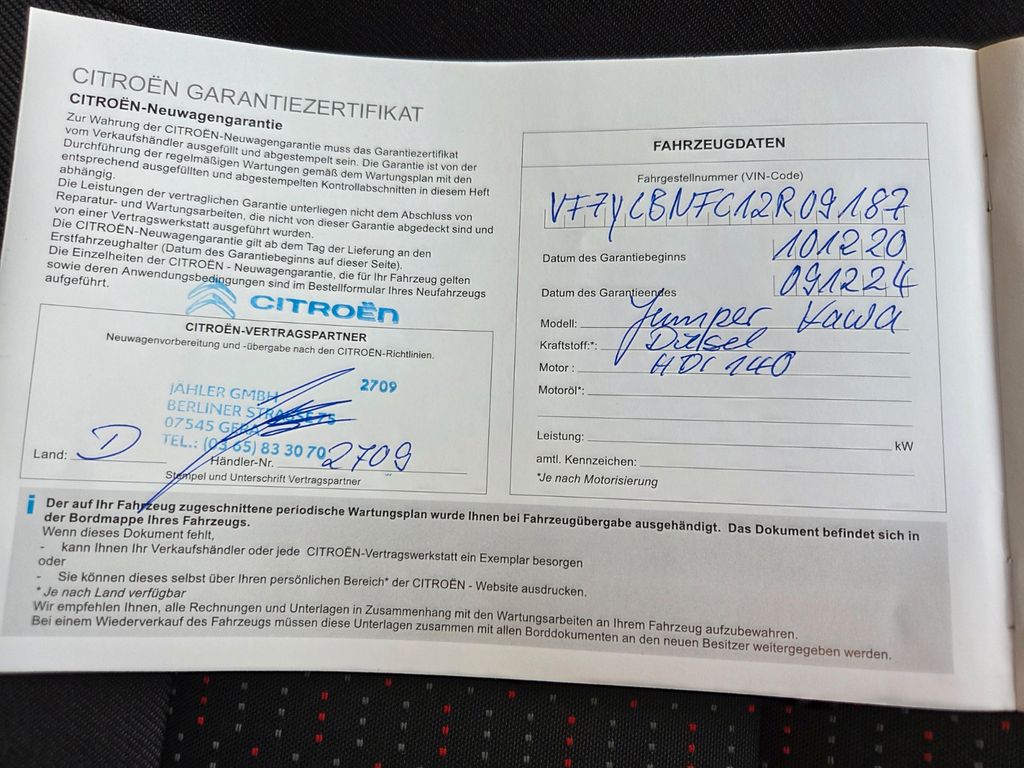 CITROËN GARANTIEZERTIFIKAT
CITROËN-Neuwagengarantie
Zur Wahrung der CITROËN-Neuwagengarantie muss das Garantiezertifikat
vom Verkaufshändler ausgefüllt und abgestempelt sein. Die Garantie ist von der
Durchführung der regelmäßigen Wartungen gemäß dem Wartungsplan mit den
entsprechend ausgefüllten und abgestempelten Kontrollabschnitten in diesem Heft
abhängig.
Die Leistungen der vertraglichen Garantie unterliegen nicht dem Abschluss von
Reparatur- und Wartungsarbeiten, die nicht von dieser Garantie abgedeckt sind und
von einer Vertragswerkstatt ausgeführt wurden.
Die CITROËN-Neuwagengarantie gilt ab dem Tag der Lieferung an den
Erstfahrzeughalter (Datum des Garantiebeginns auf dieser Seite).
Die Einzelheiten der CITROËN - Neuwagengarantie, die für Ihr Fahrzeug gelten
sowie deren Anwendungsbedingungen sind im Bestellformular Ihres Neufahrzeugs
aufgeführt.
CITROËN
CITROËN-VERTRAGSPARTNER
Neuwagenvorbereitung und -übergabe nach den CITROËN-Richtlinien.
2709
JAHLER GMBH
BERLINER STRASSE 75
07545 GERA
TEL.: (03 65) 83 30 70
Land: D
Händler-Nr. 2709
Stempel und Unterschrift Vertragspartner
FAHRZEUGDATEN
Fahrgestellnummer (VIN-Code)
VF7YCBNFC12R09187
Datum des Garantiebeginns 101220
Datum des Garantieendes 091224
Modell: Jumper Kawa
Kraftstoff:*: Diesel
Motor : HDi 140
Motoröl*:
Leistung: kW
amtl. Kennzeichen:
*Je nach Motorisierung
i Der auf Ihr Fahrzeug zugeschnittene periodische Wartungsplan wurde Ihnen bei Fahrzeugübergabe ausgehändigt. Das Dokument befindet sich in
der Bordmappe Ihres Fahrzeugs.
Wenn dieses Dokument fehlt,
- kann Ihnen Ihr Verkaufshändler oder jede CITROËN-Vertragswerkstatt ein Exemplar besorgen
oder
- Sie können dieses selbst über Ihren persönlichen Bereich* der CITROËN - Website ausdrucken.
* Je nach Land verfügbar
Wir empfehlen Ihnen, alle Rechnungen und Unterlagen in Zusammenhang mit den Wartungsarbeiten an Ihrem Fahrzeug aufzubewahren.
Bei einem Wiederverkauf des Fahrzeugs müssen diese Unterlagen zusammen mit allen Borddokumenten an den neuen Besitzer weitergegeben werden.